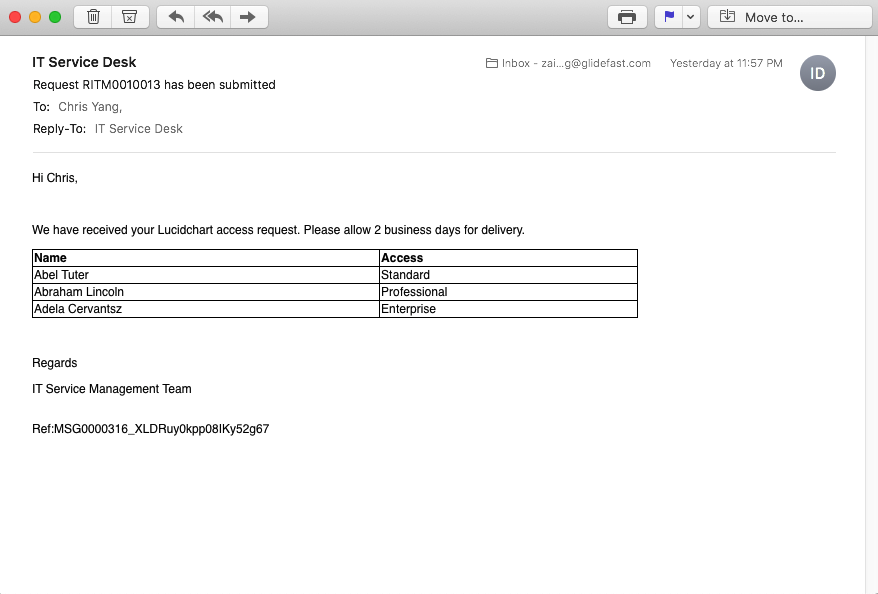 Move to...
IT Service Desk
Inbox - zai...g@glidefast.com
Yesterday at 11:57 PM
ID
Request RITM0010013 has been submitted
To: Chris Yang,
Reply-To: IT Service Desk
Hi Chris,
We have received your Lucidchart access request. Please allow 2 business days for delivery.
Name Access
Abel Tuter Standard
Abraham Lincoln Professional
Adela Cervantsz Enterprise
Regards
IT Service Management Team
Ref:MSG0000316_XLDRuy0kpp08IKy52g67